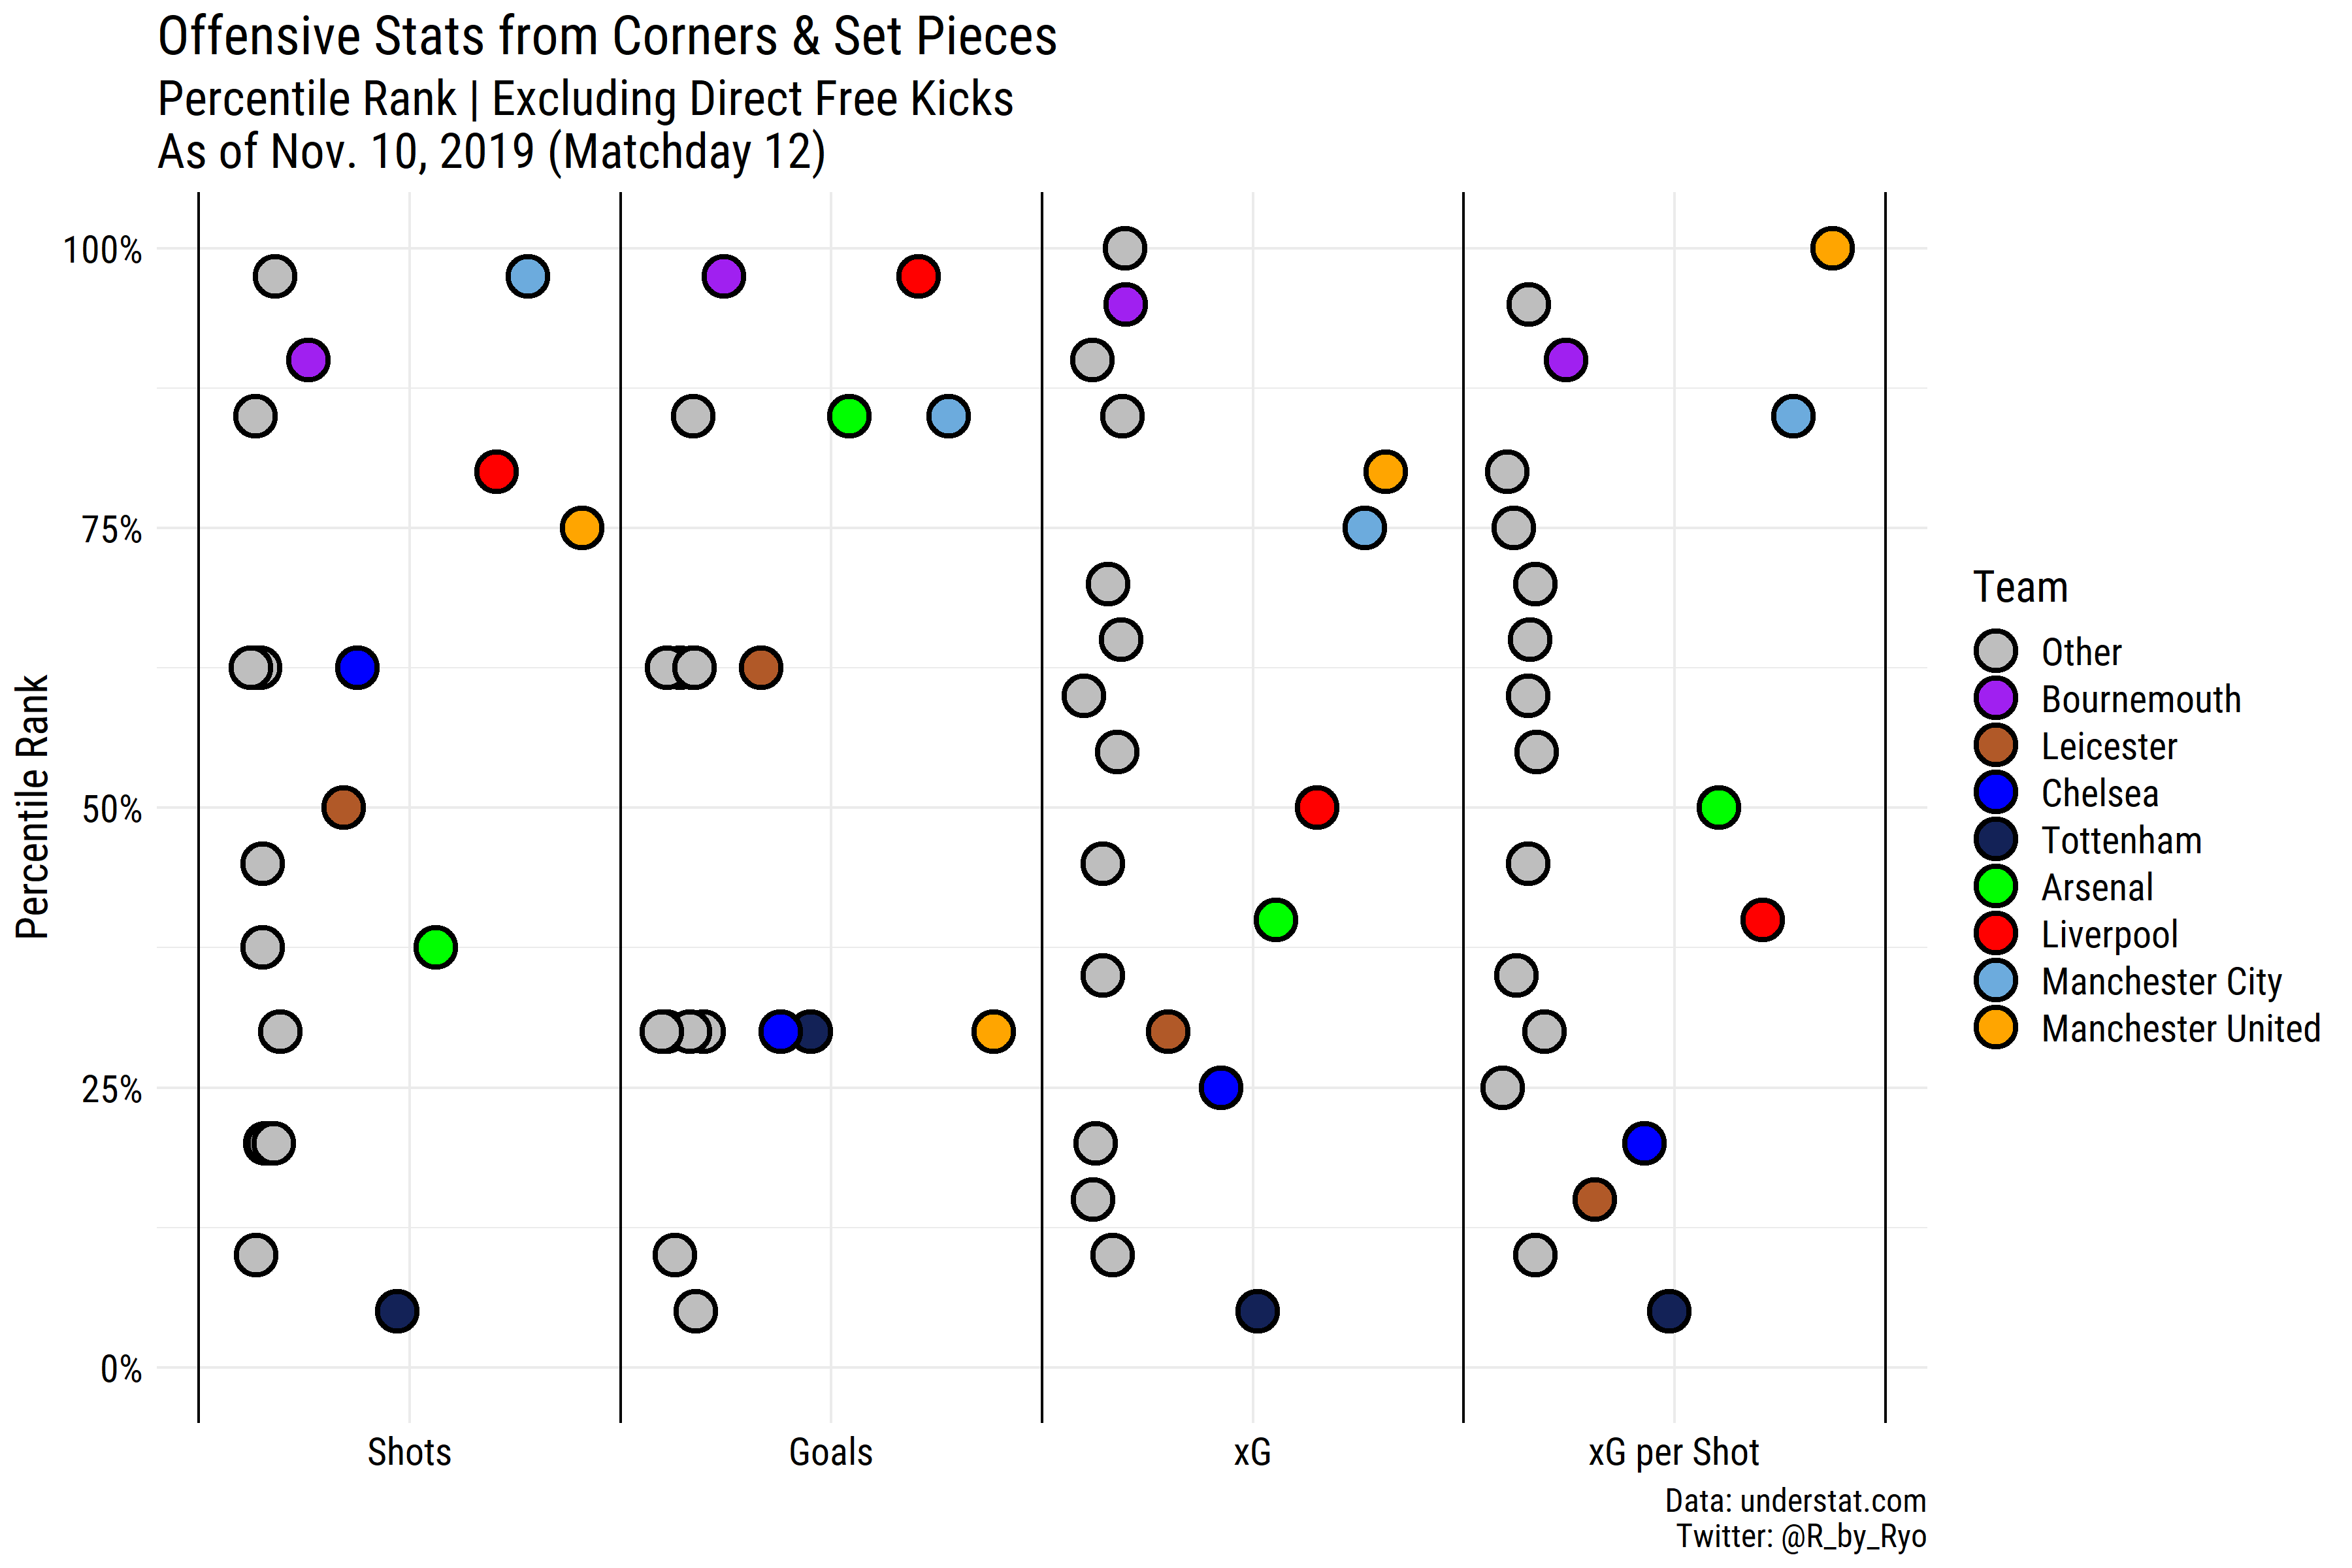 Offensive Stats from Corners & Set Pieces
Percentile Rank | Excluding Direct Free Kicks
As of Nov. 10, 2019 (Matchday 12)
Percentile Rank
100%
75%
50%
25%
0%
Shots
Goals
xG
xG per Shot
Team
Other
Bournemouth
Leicester
Chelsea
Tottenham
Arsenal
Liverpool
Manchester City
Manchester United
Data: understat.com
Twitter: @R_by_Ryo